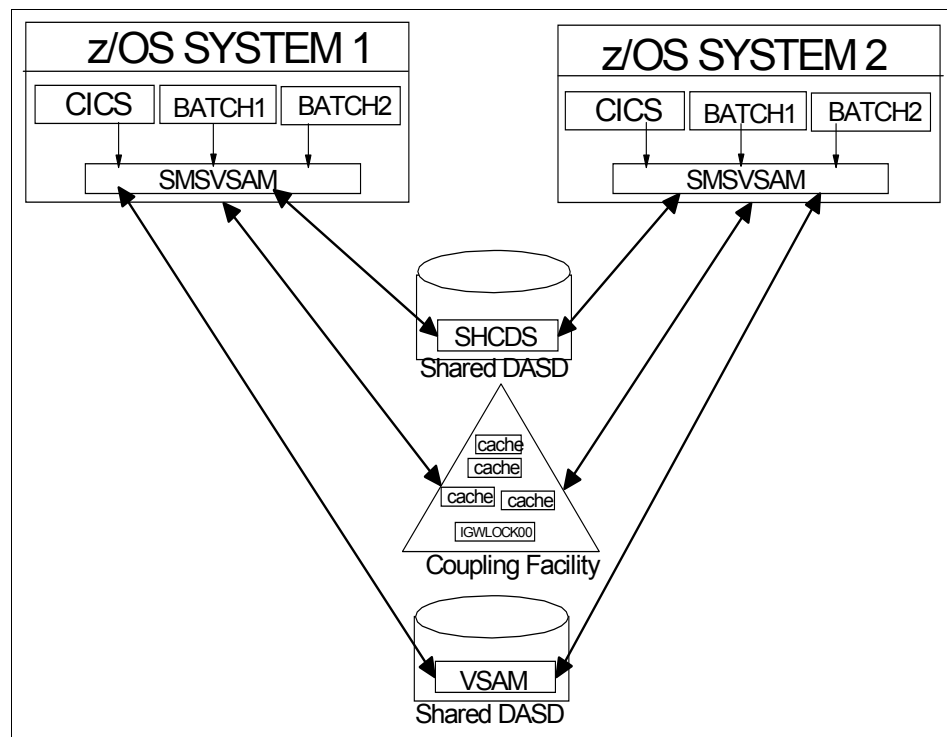 z/OS SYSTEM 1
CICS
BATCH1
BATCH2
SMSVSAM
z/OS SYSTEM 2
CICS
BATCH1
BATCH2
SMSVSAM
SHCDS
Shared DASD
cache
cache
cache
cache
IGWLOCK00
Coupling Facility
VSAM
Shared DASD